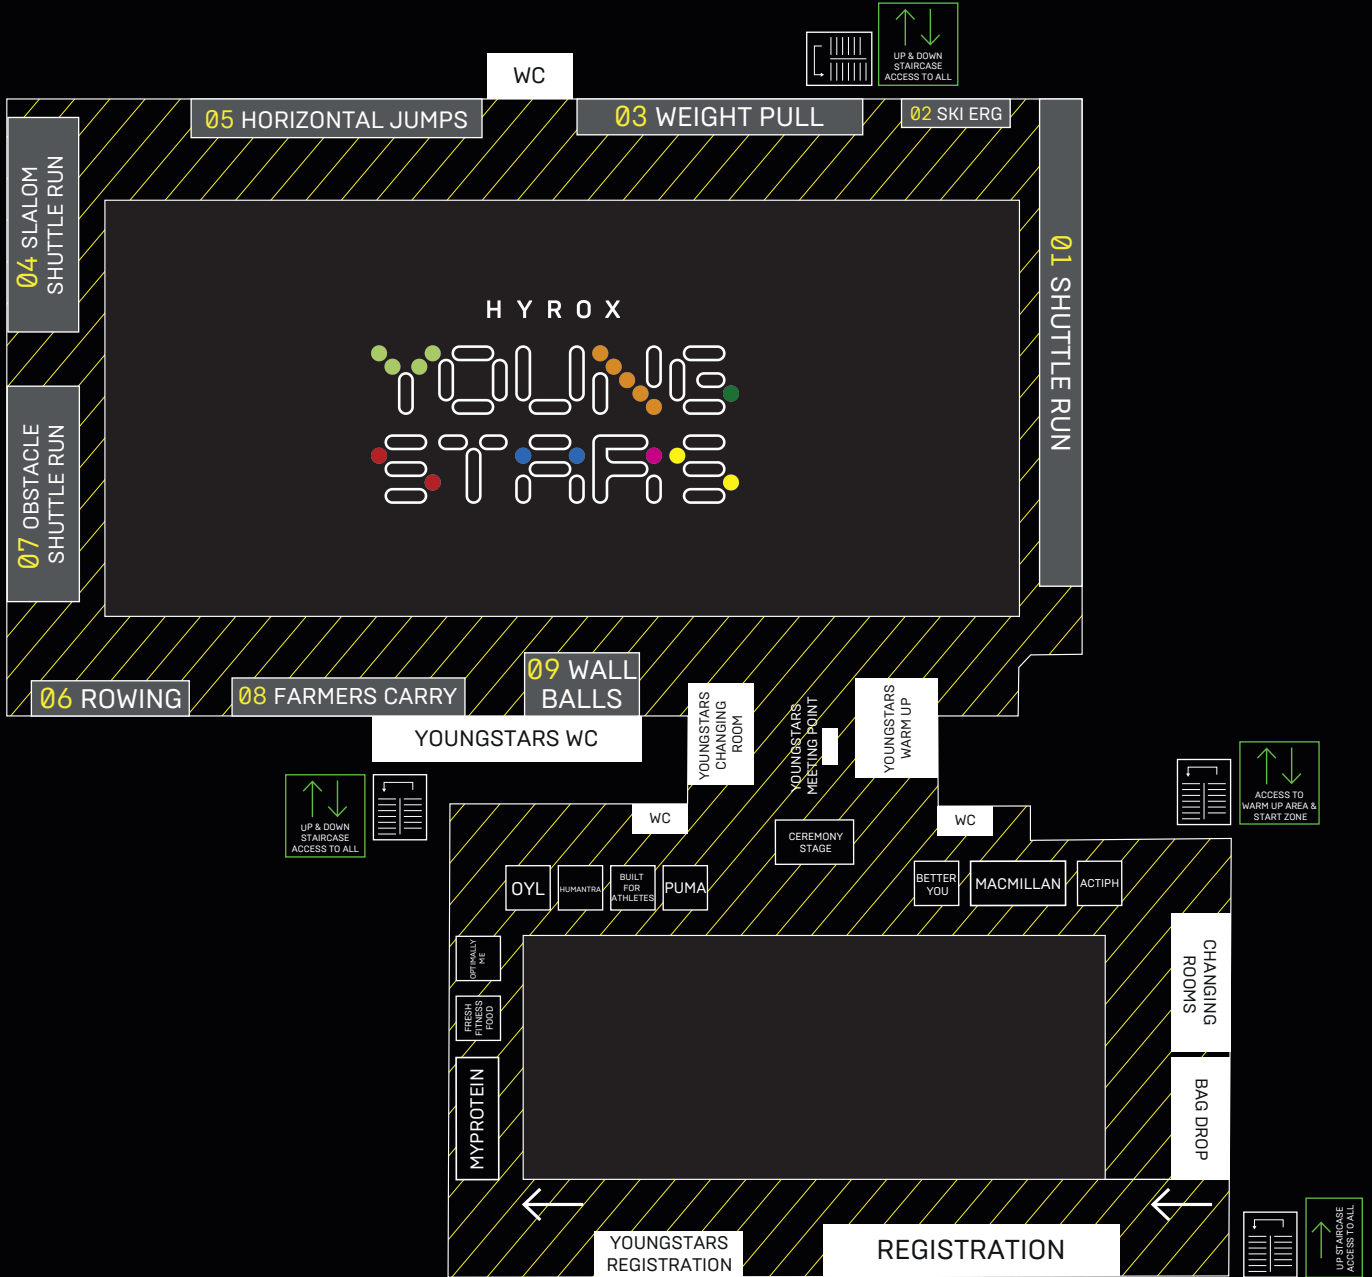 UP & DOWN
STAIRCASE
ACCESS TO ALL
WC
05 HORIZONTAL JUMPS
03 WEIGHT PULL
02 SKI ERG
04 SLALOM
SHUTTLE RUN
01 SHUTTLE RUN
HYROX
YOUNG
STARS
07 OBSTACLE
SHUTTLE RUN
06 ROWING
08 FARMERS CARRY
09 WALL
BALLS
YOUNGSTARS WC
YOUNGSTARS
CHANGING
ROOM
YOUNGSTARS
MEETING POINT
YOUNGSTARS
WARM UP
UP & DOWN
STAIRCASE
ACCESS TO ALL
WC
CEREMONY
STAGE
WC
ACCESS TO
WARM UP AREA &
START ZONE
OYL
HUMANTRA
BUILT
FOR
ATHLETES
PUMA
BETTER
YOU
MACMILLAN
ACTIPH
OPTIMALLY
ME
FRESH
FITNESS
FOOD
MYPROTEIN
CHANGING
ROOMS
BAG DROP
YOUNGSTARS
REGISTRATION
REGISTRATION
UP STAIRCASE
ACCESS TO ALL